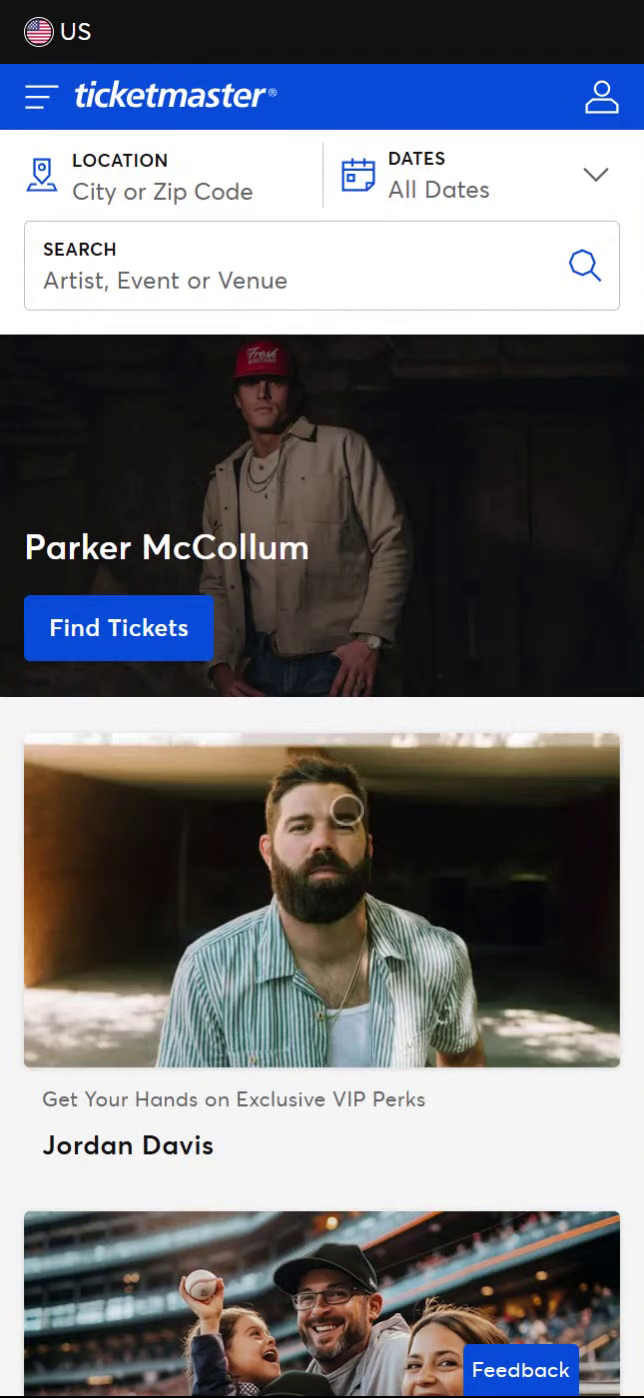 US
ticketmaster®
LOCATION
City or Zip Code
DATES
All Dates
SEARCH
Artist, Event or Venue
Fresh
Parker McCollum
Find Tickets
Get Your Hands on Exclusive VIP Perks
Jordan Davis
Feedback